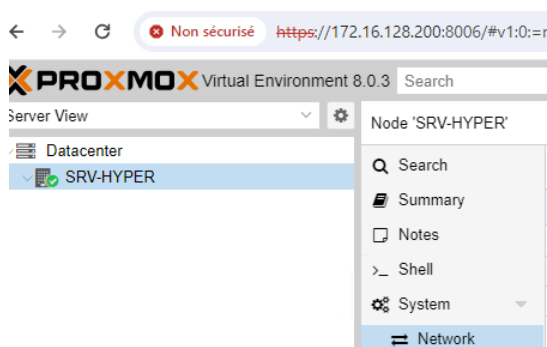 Non sécurisé https://172.16.128.200:8006/#v1:0:=
PROXMOX Virtual Environment 8.0.3 Search
Server View
Node 'SRV-HYPER'
Datacenter
SRV-HYPER
Search
Summary
Notes
>_ Shell
System
Network